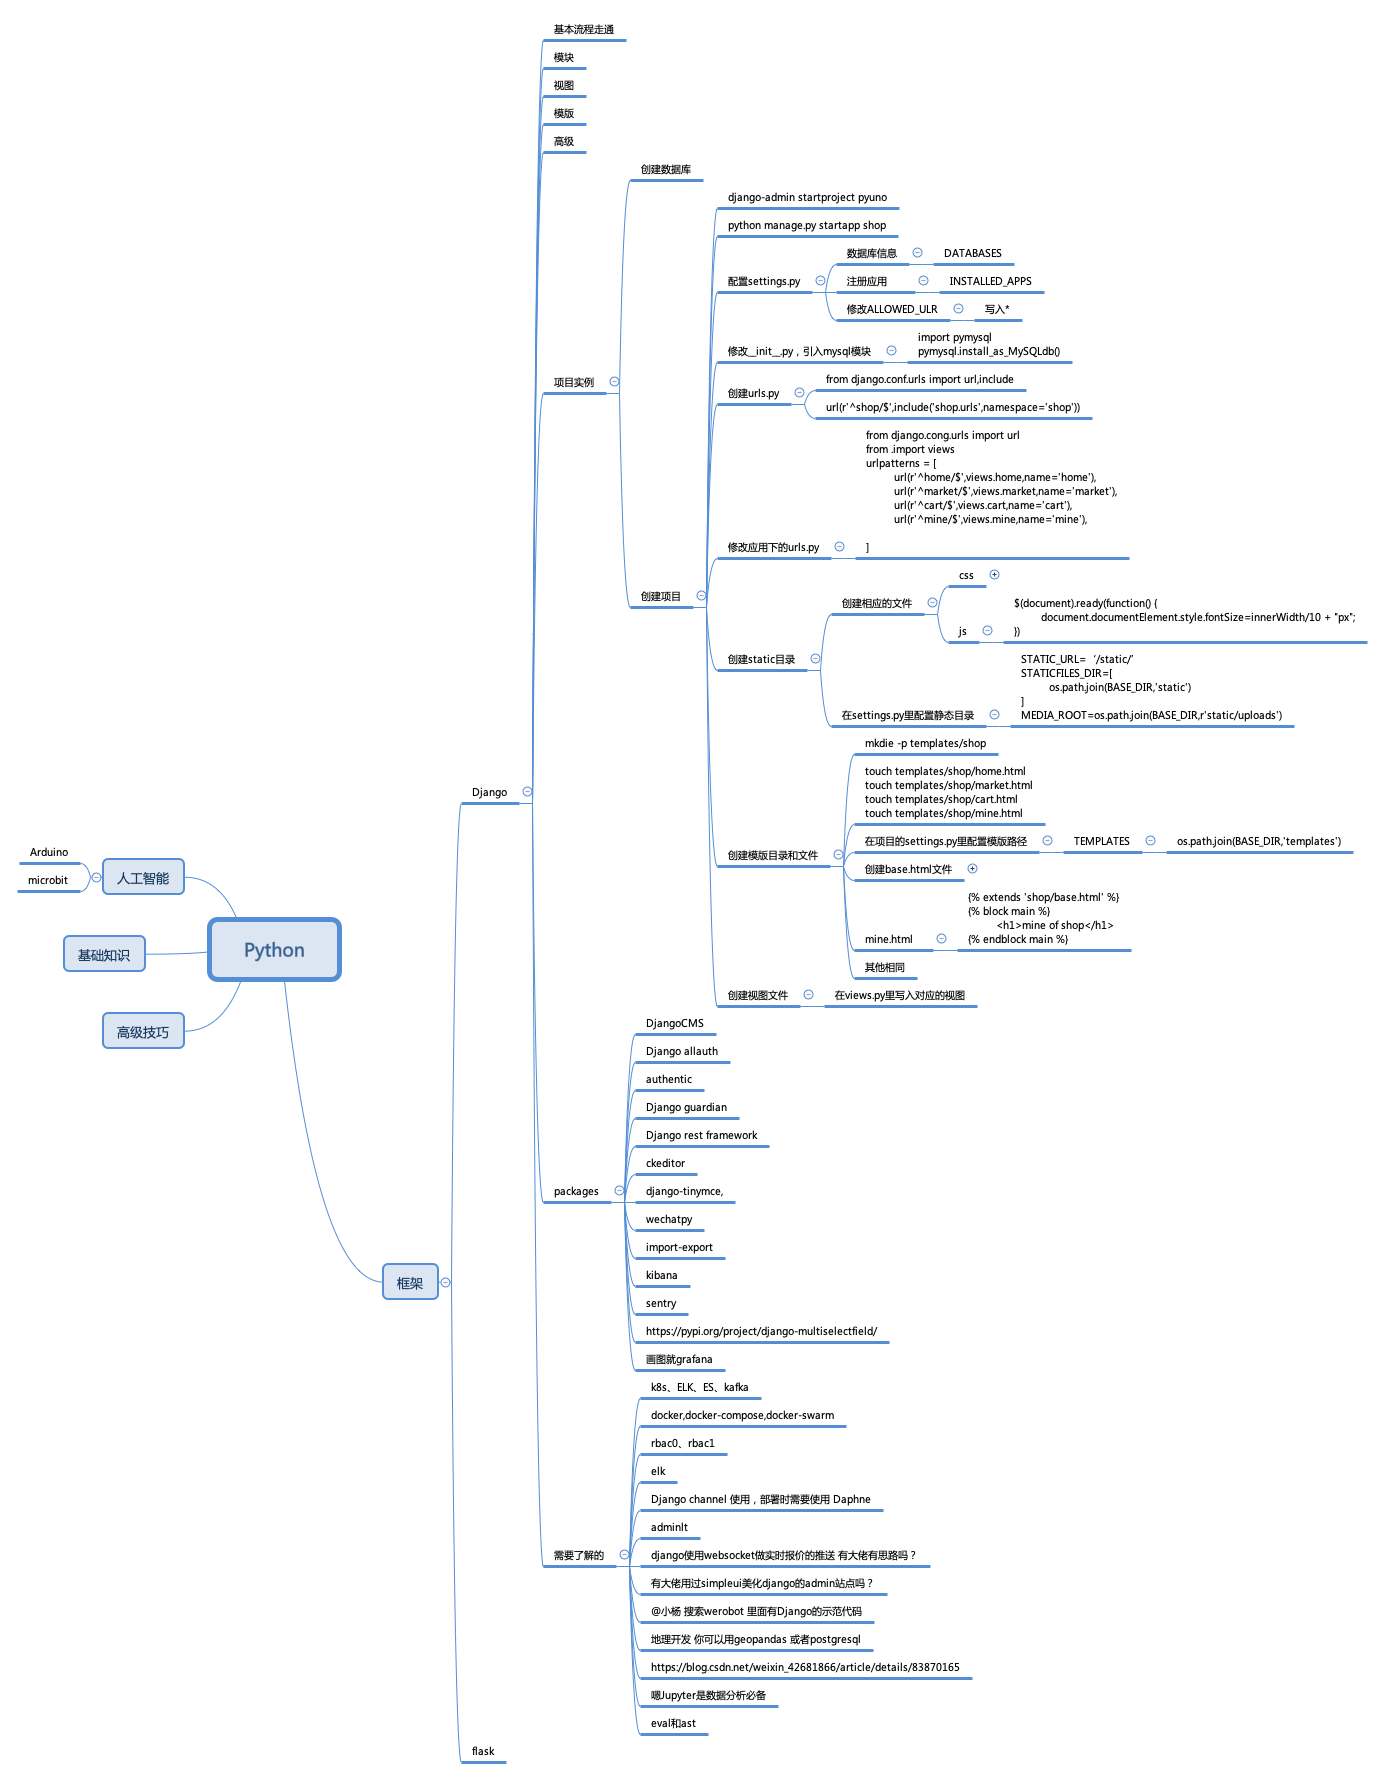 Python
人工智能
Arduino
microbit
基础知识
高级技巧
框架
Django
基本流程走通
模块
视图
模版
高级
项目实例
创建数据库
创建项目
django-admin startproject pyuno
python manage.py startapp shop
配置settings.py
数据库信息
DATABASES
注册应用
INSTALLED_APPS
修改ALLOWED_ULR
写入*
修改__init__.py，引入mysql模块
import pymysql
pymysql.install_as_MySQLdb()
创建urls.py
from django.conf.urls import url,include
url(r'^shop/$',include('shop.urls',namespace='shop'))
修改应用下的urls.py
from django.cong.urls import url
from .import views
urlpatterns = [
url(r'^home/$',views.home,name='home'),
url(r'^market/$',views.market,name='market'),
url(r'^cart/$',views.cart,name='cart'),
url(r'^mine/$',views.mine,name='mine'),
]
创建static目录
创建相应的文件
css
js
$(document).ready(function() {
document.documentElement.style.fontSize=innerWidth/10 + "px";
})
在settings.py里配置静态目录
STATIC_URL= '/static/'
STATICFILES_DIR=[
os.path.join(BASE_DIR,'static')
]
MEDIA_ROOT=os.path.join(BASE_DIR,r'static/uploads')
创建模版目录和文件
mkdie -p templates/shop
touch templates/shop/home.html
touch templates/shop/market.html
touch templates/shop/cart.html
touch templates/shop/mine.html
在项目的settings.py里配置模版路径
TEMPLATES
os.path.join(BASE_DIR,'templates')
创建base.html文件
mine.html
{% extends 'shop/base.html' %}
{% block main %}
<h1>mine of shop</h1>
{% endblock main %}
其他相同
创建视图文件
在views.py里写入对应的视图
packages
DjangoCMS
Django allauth
authentic
Django guardian
Django rest framework
ckeditor
django-tinymce,
wechatpy
import-export
kibana
sentry
https://pypi.org/project/django-multiselectfield/
画图就grafana
需要了解的
k8s、ELK、ES、kafka
docker,docker-compose,docker-swarm
rbac0、rbac1
elk
Django channel 使用，部署时需要使用 Daphne
adminlt
django使用websocket做实时报价的推送 有大佬有思路吗？
有大佬用过simpleui美化django的admin站点吗？
@小杨 搜索werobot 里面有Django的示范代码
地理开发 你可以用geopandas 或者postgresql
https://blog.csdn.net/weixin_42681866/article/details/83870165
嗯Jupyter是数据分析必备
eval和ast
flask